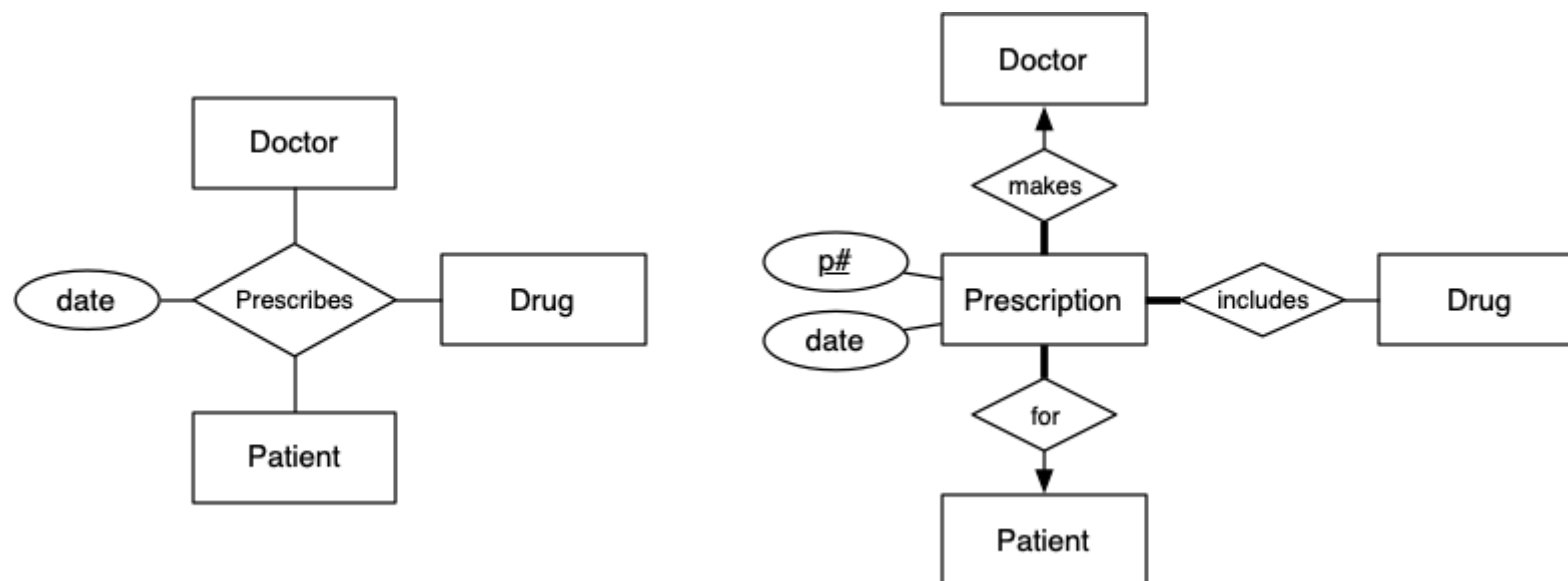 Doctor
date
Prescribes
Drug
Patient
Doctor
makes
p#
date
Prescription
includes
Drug
for
Patient